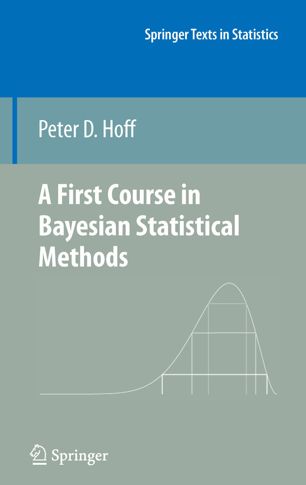 Springer Texts in Statistics
Peter D. Hoff
A First Course in
Bayesian Statistical
Methods
Springer